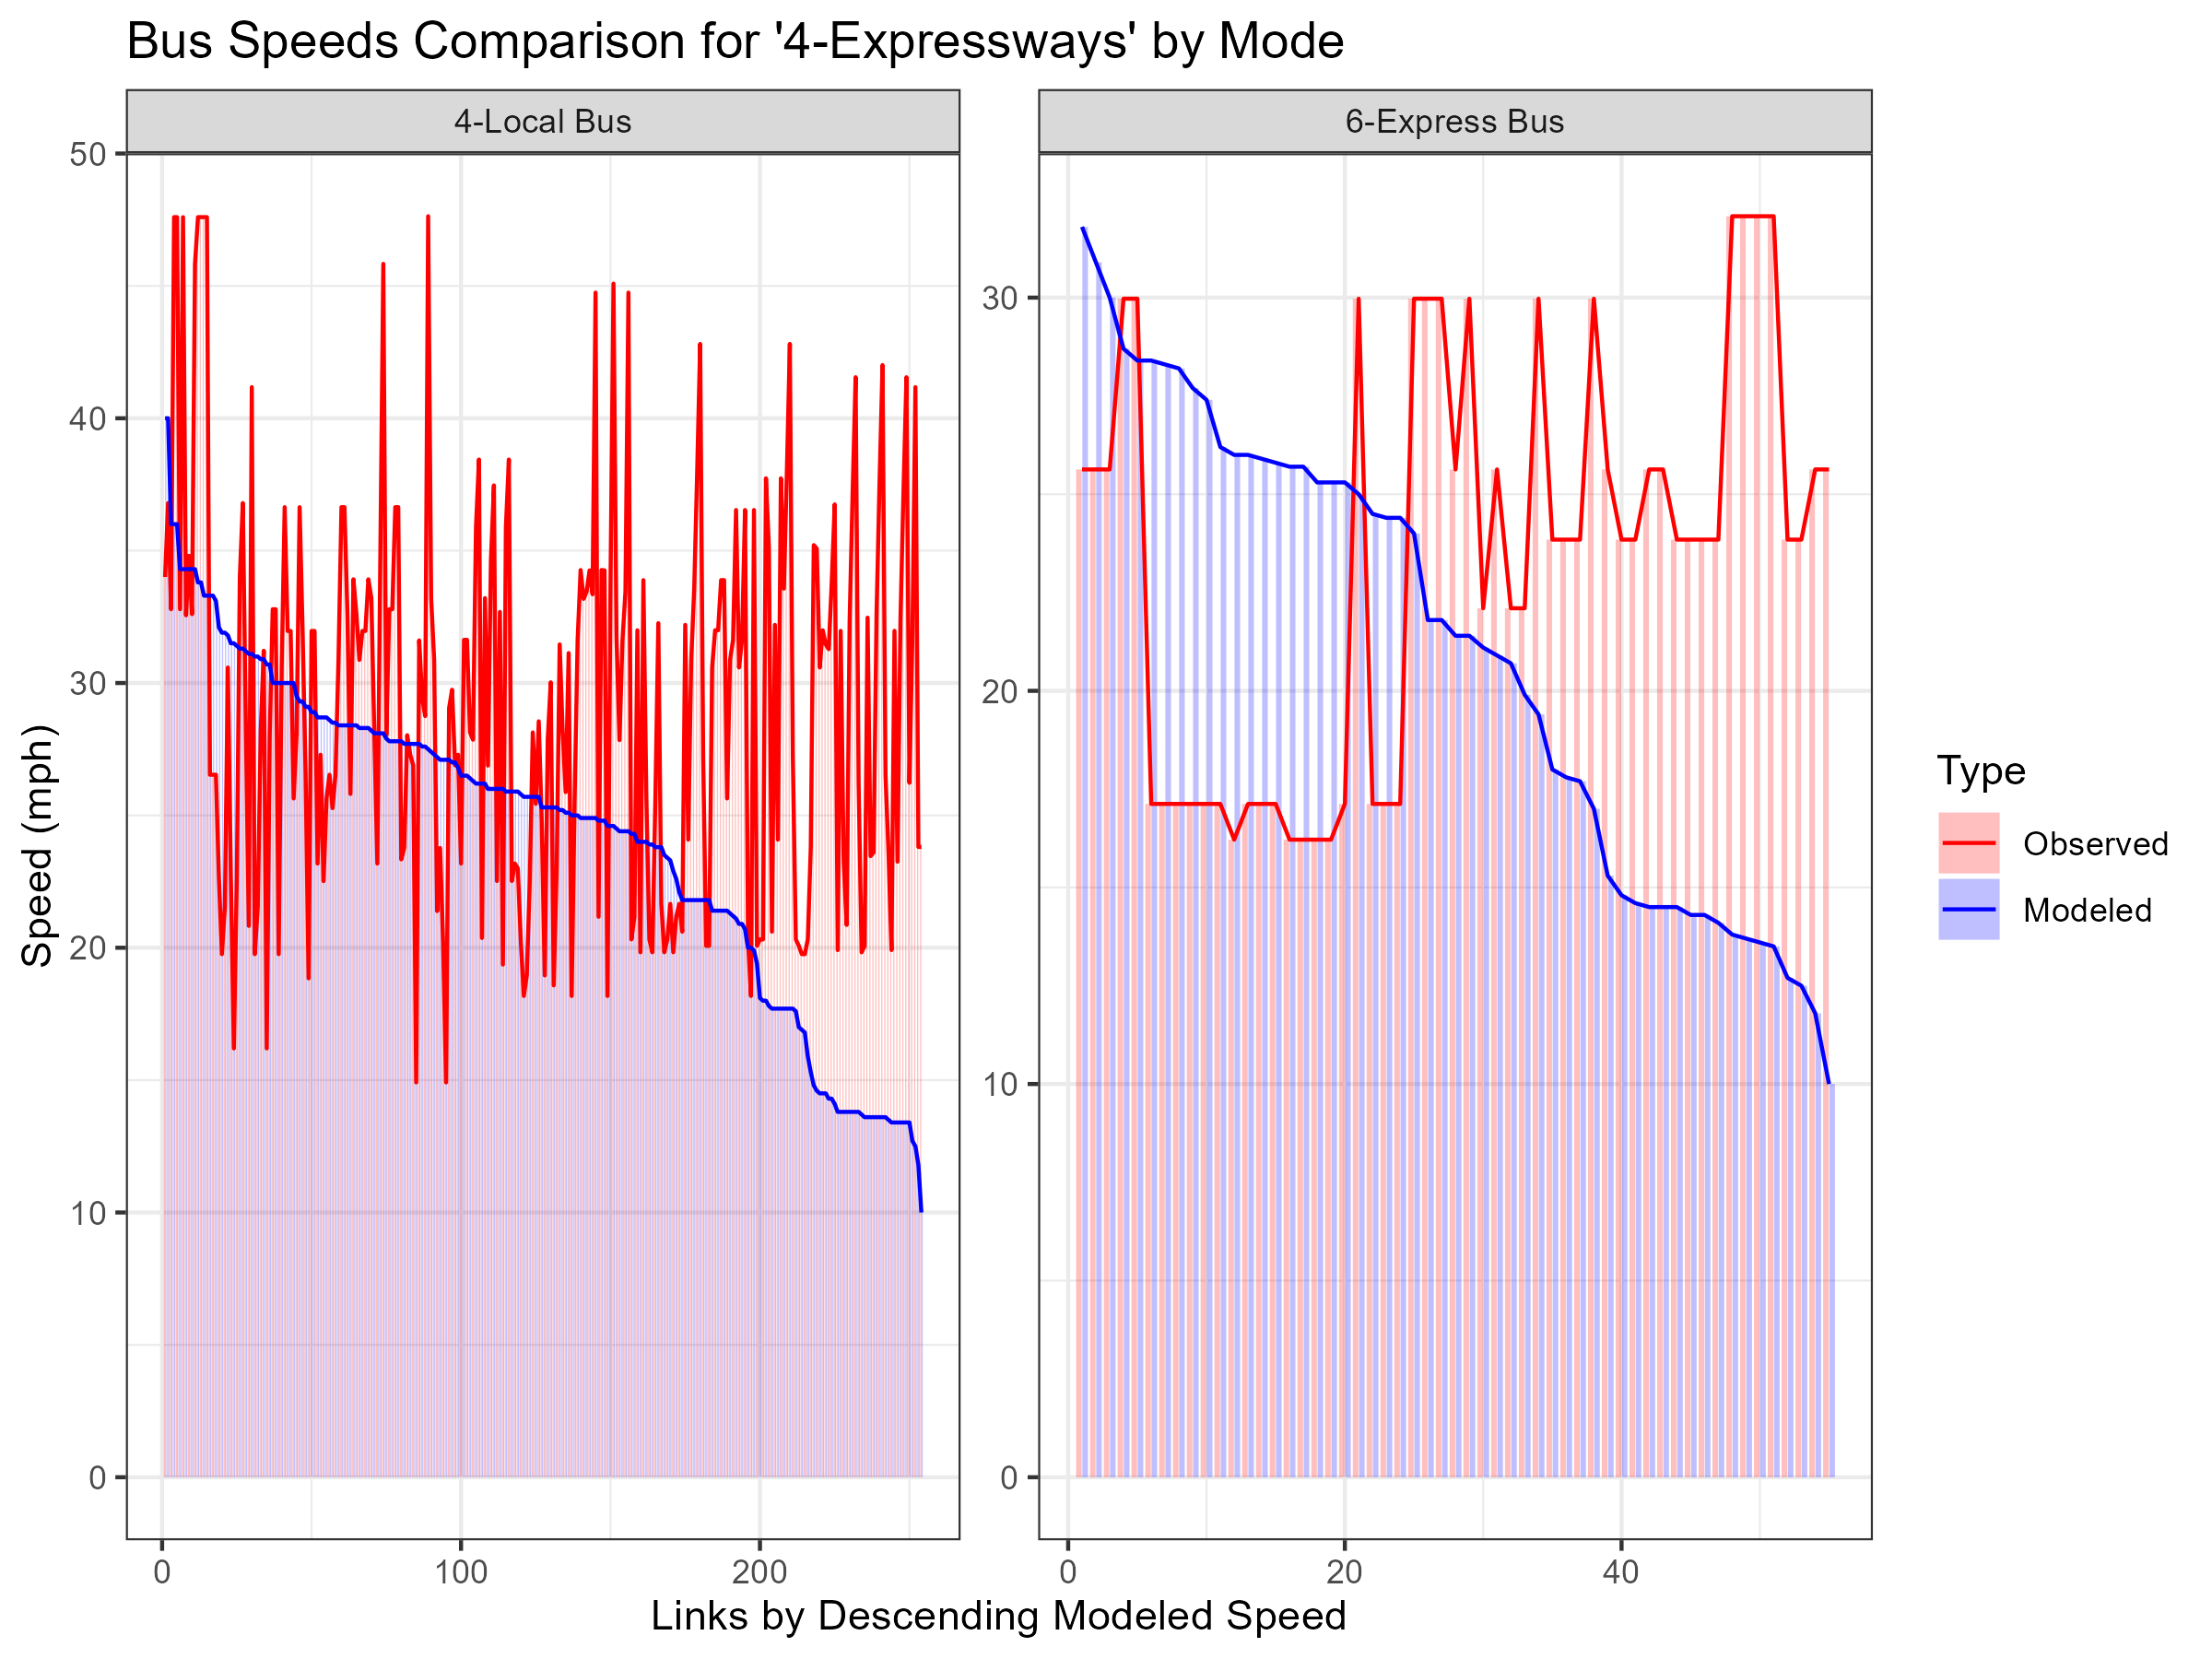 Bus Speeds Comparison for '4-Expressways' by Mode
4-Local Bus
6-Express Bus
50
40
30
20
10
0
30
20
10
0
Speed (mph)
0 100 200
0 20 40
Links by Descending Modeled Speed
Type
Observed
Modeled